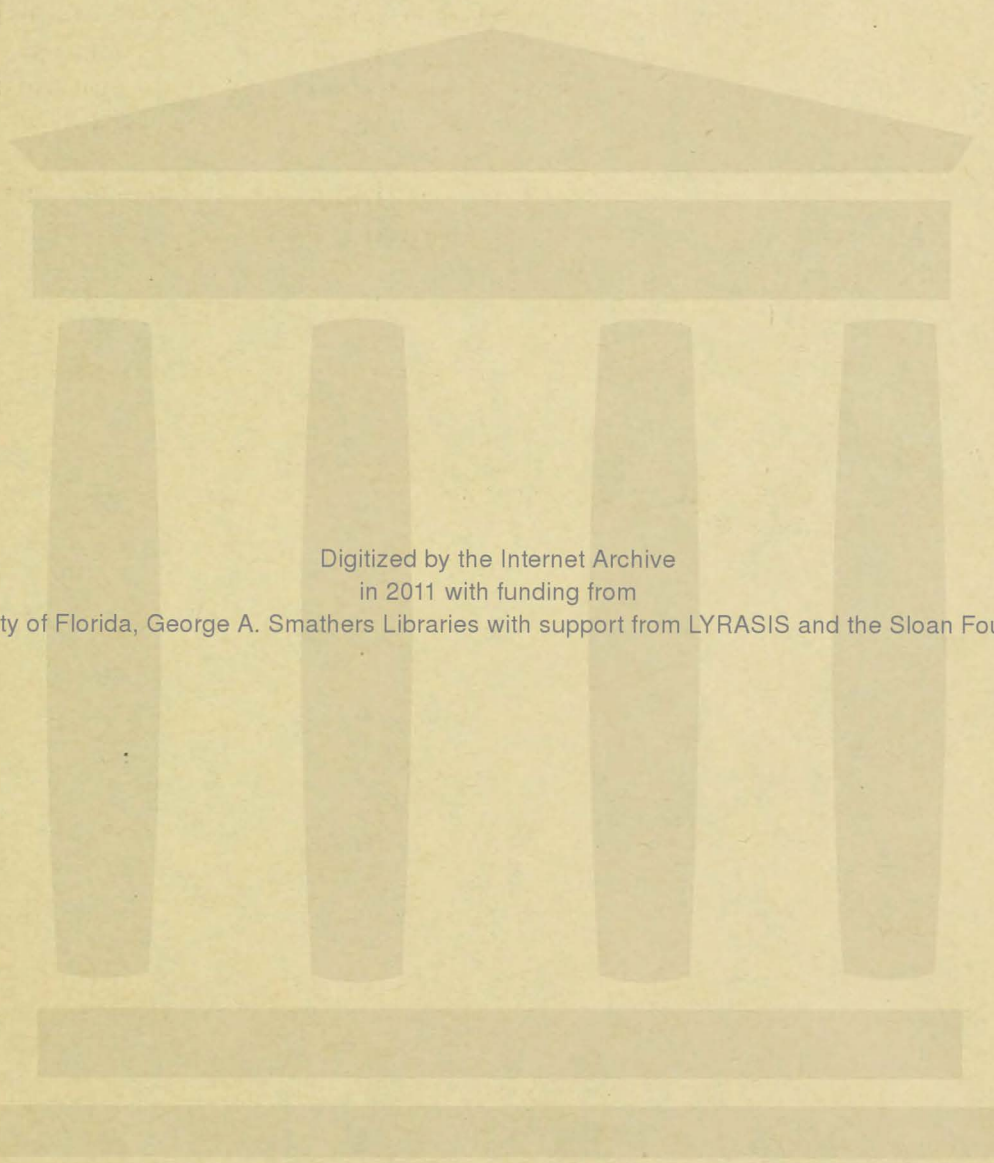 Digitized by the Internet Archive
in 2011 with funding from
ty of Florida, George A. Smathers Libraries with support from LYRASIS and the Sloan Fou